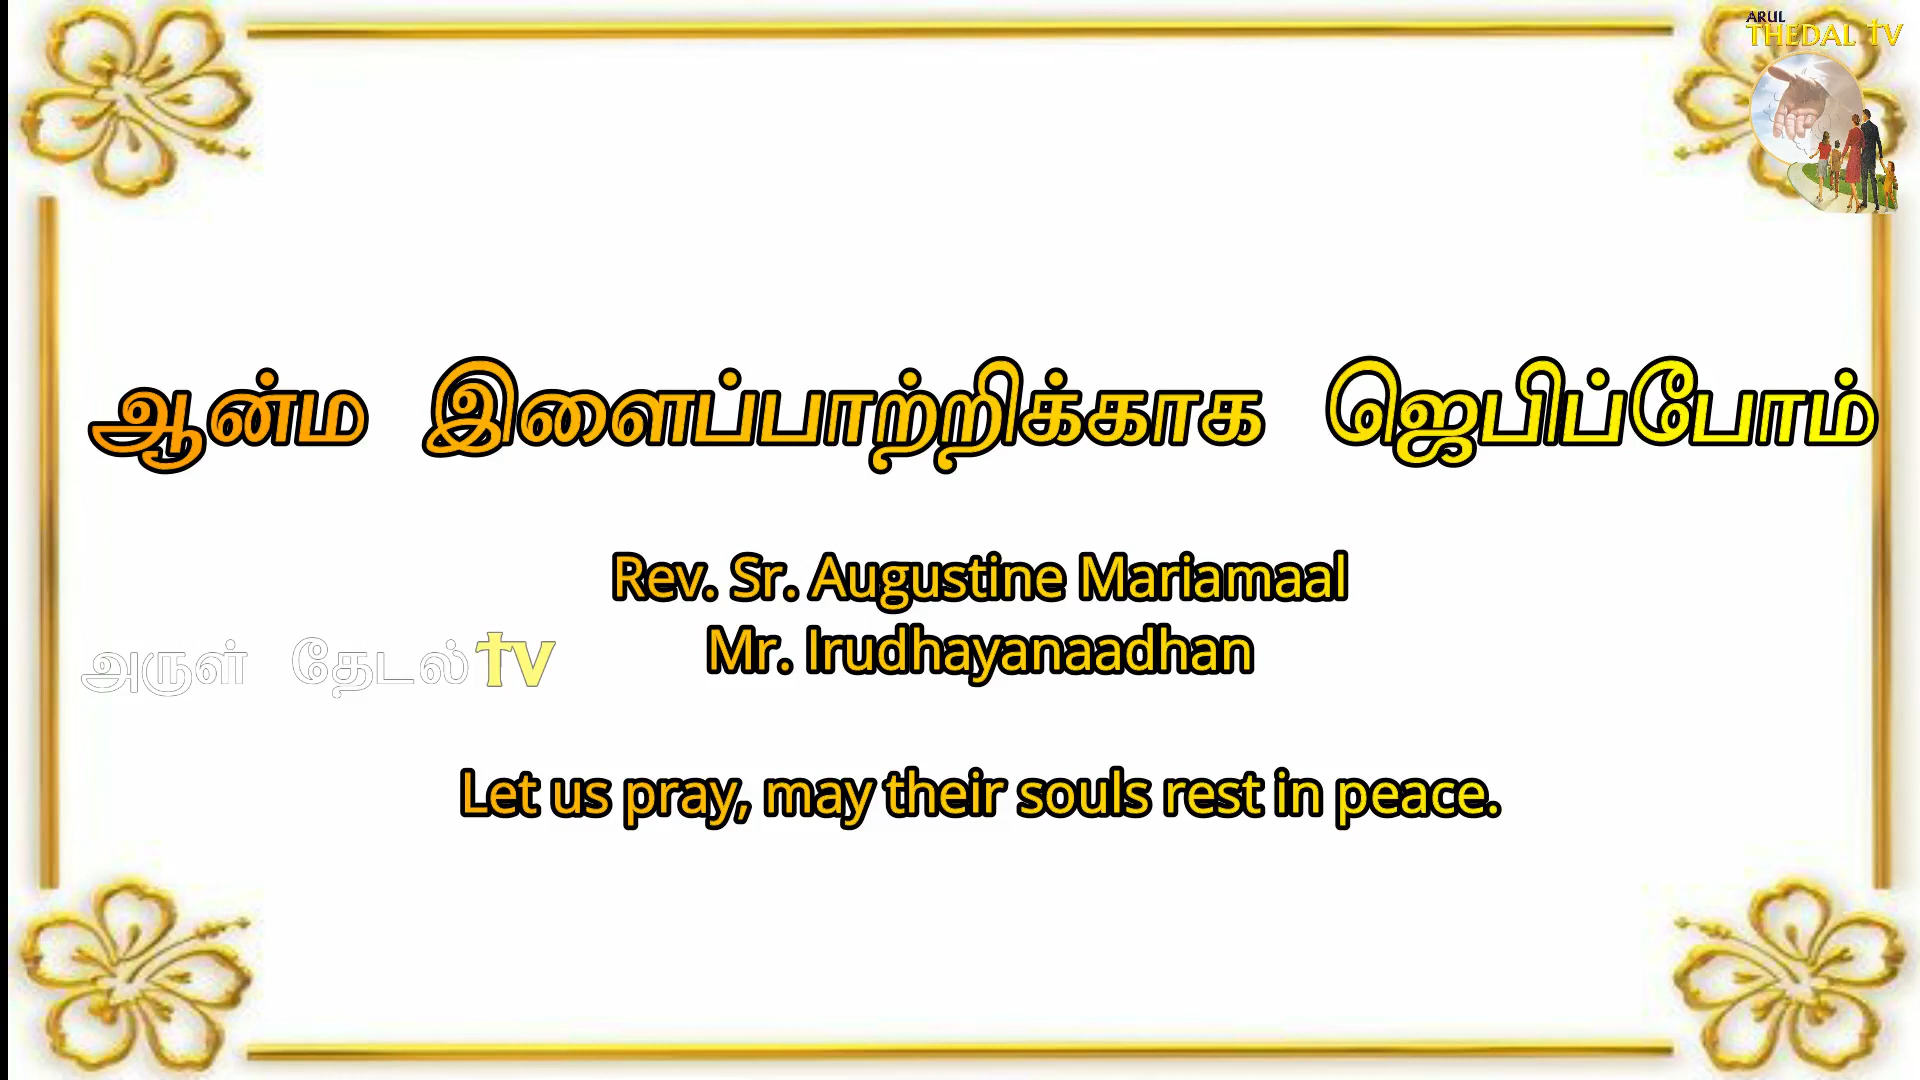 ARUL
THEDAL TV
ஆன்ம இளைப்பாற்றிக்காக ஜெபிப்போம்
Rev. Sr. Augustine Mariamaal
Mr. Irudhayanaadhan
அருள் தேடல் TV
Let us pray, may their souls rest in peace.